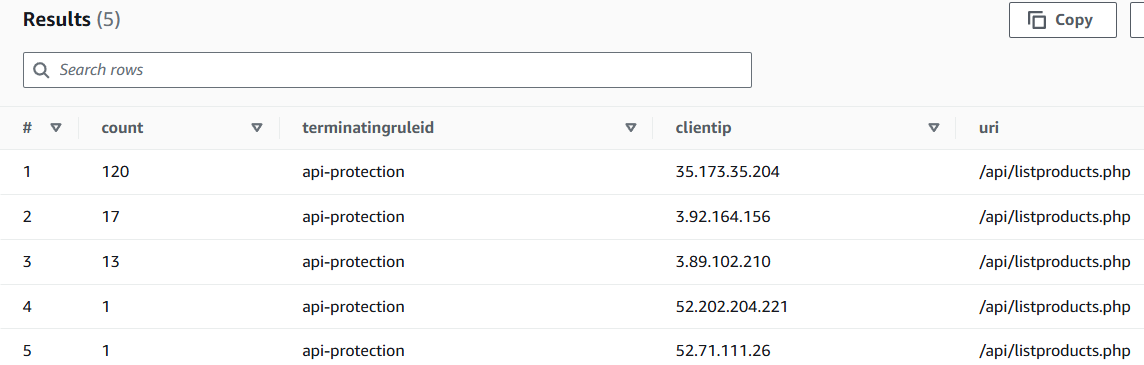 Results (5)
Copy
Search rows
# count terminatingruleid clientip uri
1 120 api-protection 35.173.35.204 /api/listproducts.php
2 17 api-protection 3.92.164.156 /api/listproducts.php
3 13 api-protection 3.89.102.210 /api/listproducts.php
4 1 api-protection 52.202.204.221 /api/listproducts.php
5 1 api-protection 52.71.111.26 /api/listproducts.php